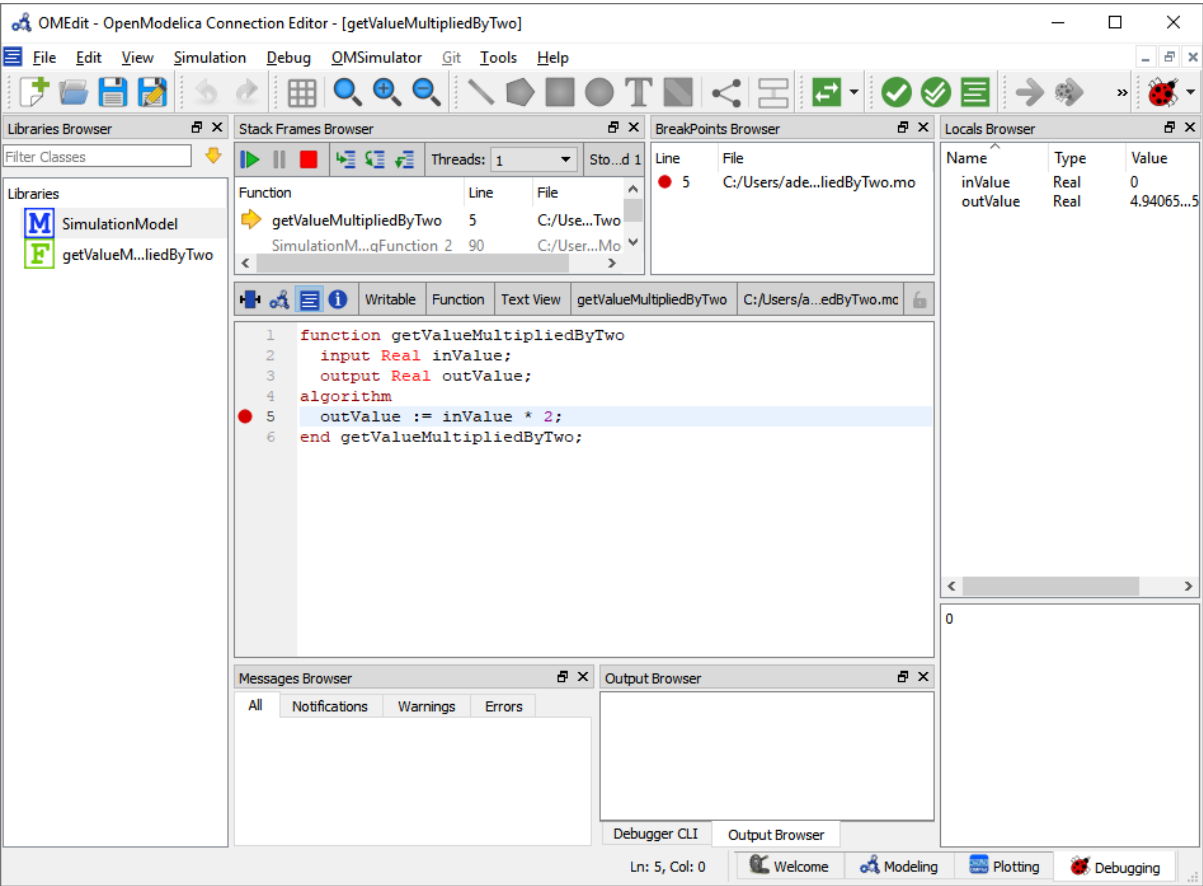 OMEdit - OpenModelica Connection Editor - [getValueMultipliedByTwo]
File Edit View Simulation Debug OMSimulator Git Tools Help
T »
Libraries Browser
Filter Classes
Libraries
M SimulationModel
F getValueM...liedByTwo
Stack Frames Browser
Threads: 1 Sto...d 1
Function Line File
getValueMultipliedByTwo 5 C:/Use...Two
SimulationM...qFunction_2 90 C:/User...Mo
BreakPoints Browser
Line File
5 C:/Users/ade...liedByTwo.mo
Locals Browser
Name Type Value
inValue Real 0
outValue Real 4.94065...5
0
Writable Function Text View getValueMultipliedByTwo C:/Users/a...edByTwo.mo
1 function getValueMultipliedByTwo
2 input Real inValue;
3 output Real outValue;
4 algorithm
5 outValue := inValue * 2;
6 end getValueMultipliedByTwo;
Messages Browser
All Notifications Warnings Errors
Output Browser
Debugger CLI Output Browser
Ln: 5, Col: 0 Welcome Modeling Plotting Debugging